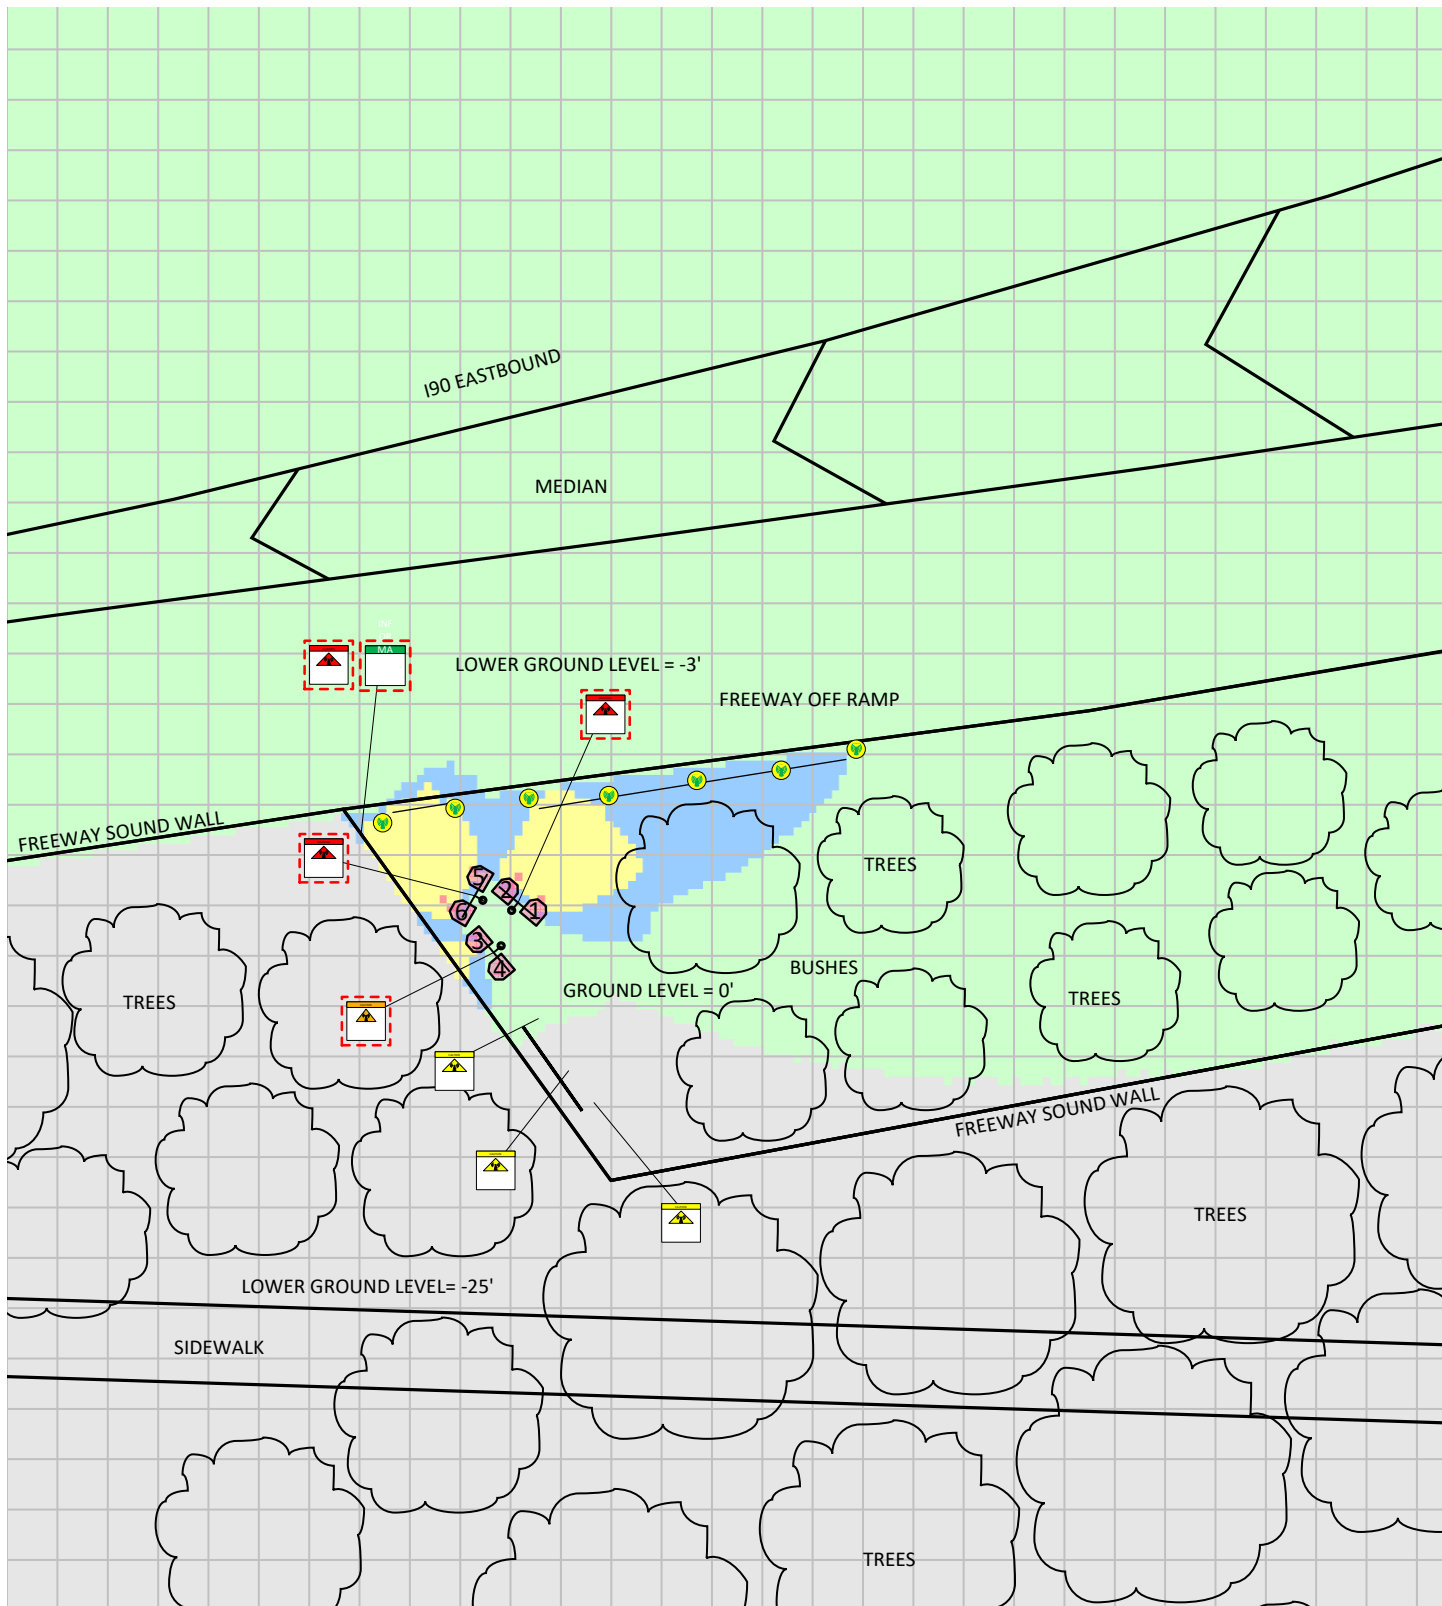 I90 EASTBOUND
MEDIAN
INF
MA
LOWER GROUND LEVEL = -3'
FREEWAY OFF RAMP
FREEWAY SOUND WALL
TREES
5
2
6
1
3
4
BUSHES
GROUND LEVEL = 0'
TREES
TREES
FREEWAY SOUND WALL
TREES
LOWER GROUND LEVEL= -25'
SIDEWALK
TREES